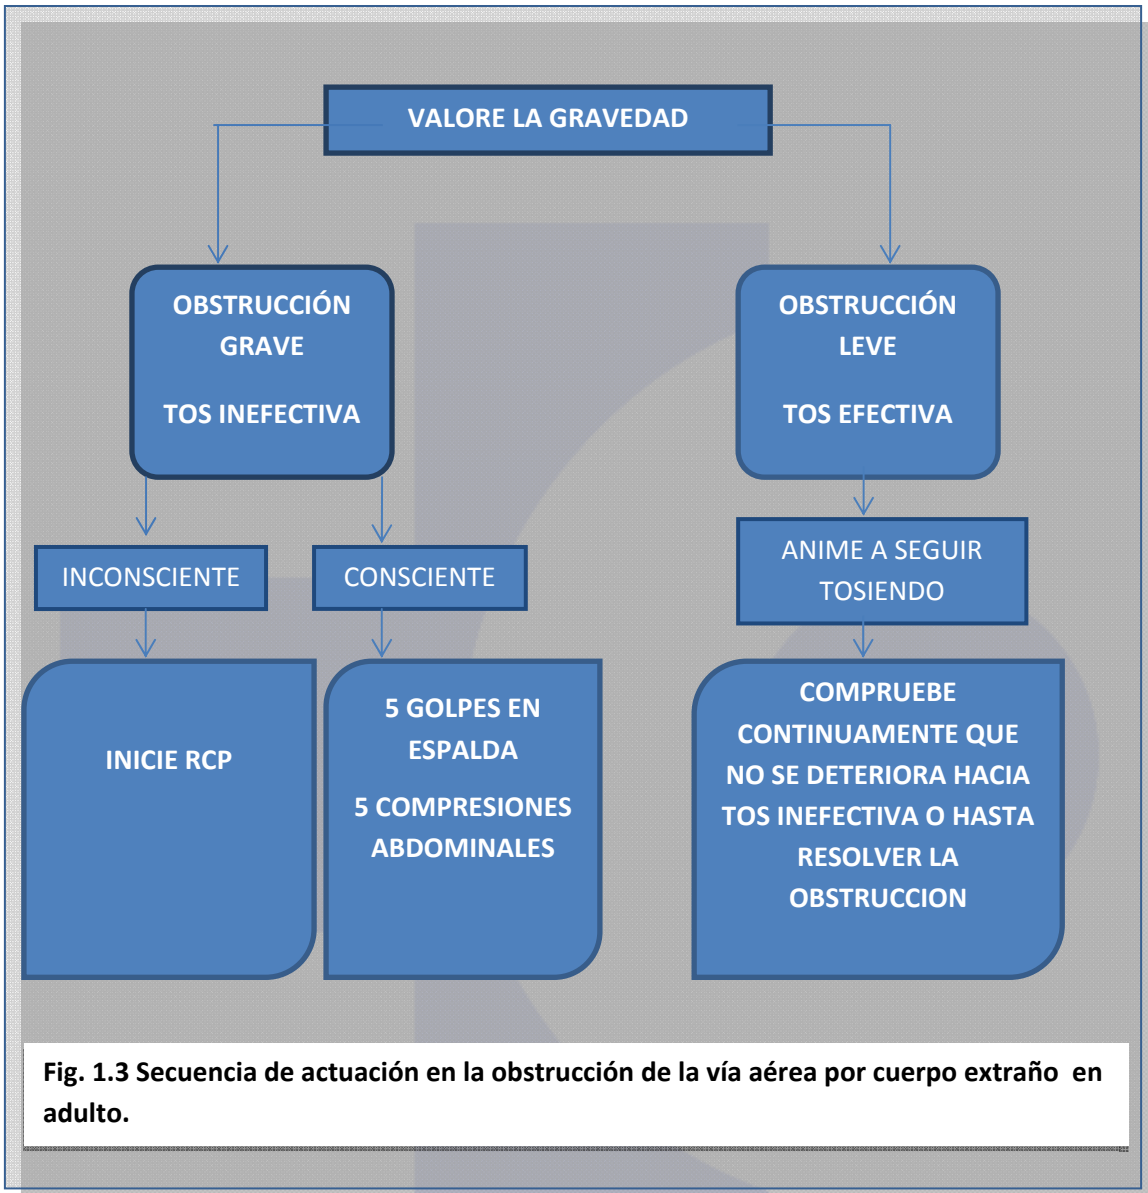 VALORE LA GRAVEDAD
OBSTRUCCIÓN
GRAVE
TOS INEFECTIVA
OBSTRUCCIÓN
LEVE
TOS EFECTIVA
INCONSCIENTE
CONSCIENTE
ANIME A SEGUIR
TOSIENDO
INICIE RCP
5 GOLPES EN
ESPALDA
5 COMPRESIONES
ABDOMINALES
COMPRUEBE
CONTINUAMENTE QUE
NO SE DETERIORA HACIA
TOS INEFECTIVA O HASTA
RESOLVER LA
OBSTRUCCION
Fig. 1.3 Secuencia de actuación en la obstrucción de la vía aérea por cuerpo extraño en
adulto.